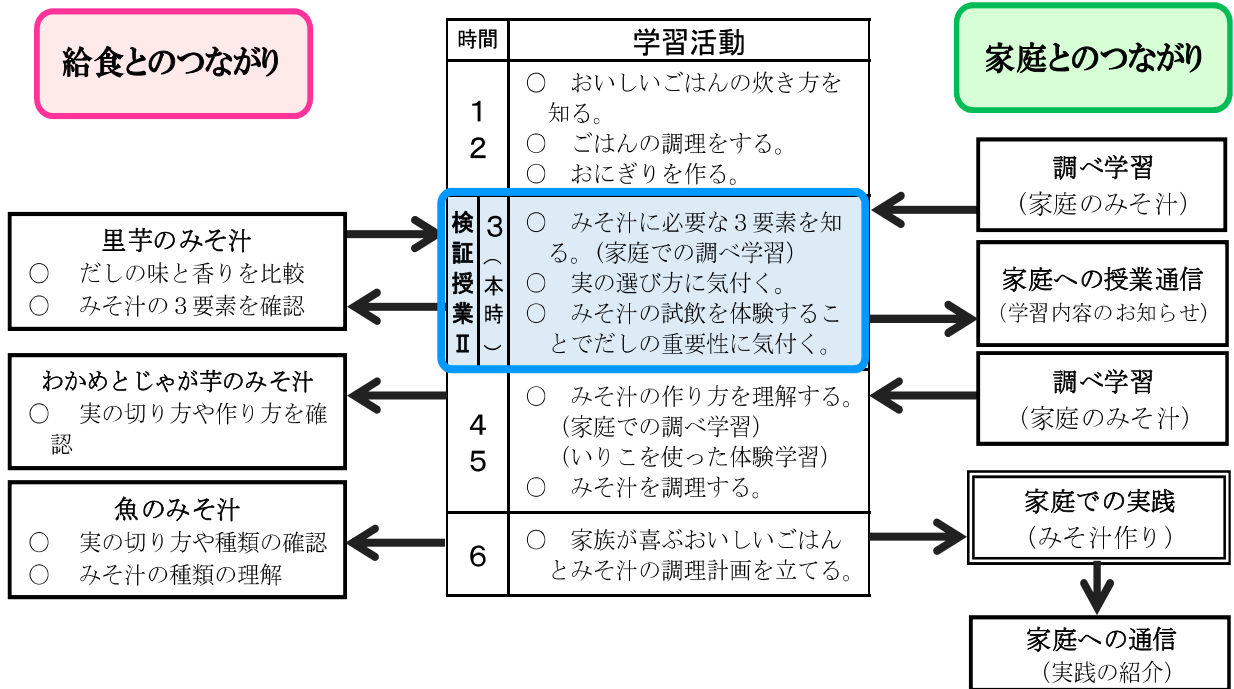 給食とのつながり
里芋のみそ汁
○　だしの味と香りを比較
○　みそ汁の３要素を確認
わかめとじゃが芋のみそ汁
○　実の切り方や作り方を確
認
魚のみそ汁
○　実の切り方や種類の確認
○　みそ汁の種類の理解
時間
学習活動
1
2
○　おいしいごはんの炊き方を
知る。
○　ごはんの調理をする。
○　おにぎりを作る。
検証授業Ⅱ
3（本時）
○　みそ汁に必要な３要素を知
る。（家庭での調べ学習）
○　実の選び方に気付く。
○　みそ汁の試飲を体験するこ
とでだしの重要性に気付く。
4
5
○　みそ汁の作り方を理解する。
（家庭での調べ学習）
（いりこを使った体験学習）
○　みそ汁を調理する。
6
○　家族が喜ぶおいしいごはん
とみそ汁の調理計画を立てる。
家庭とのつながり
調べ学習
（家庭のみそ汁）
家庭への授業通信
（学習内容のお知らせ）
調べ学習
（家庭のみそ汁）
家庭での実践
（みそ汁作り）
家庭への通信
（実践の紹介）